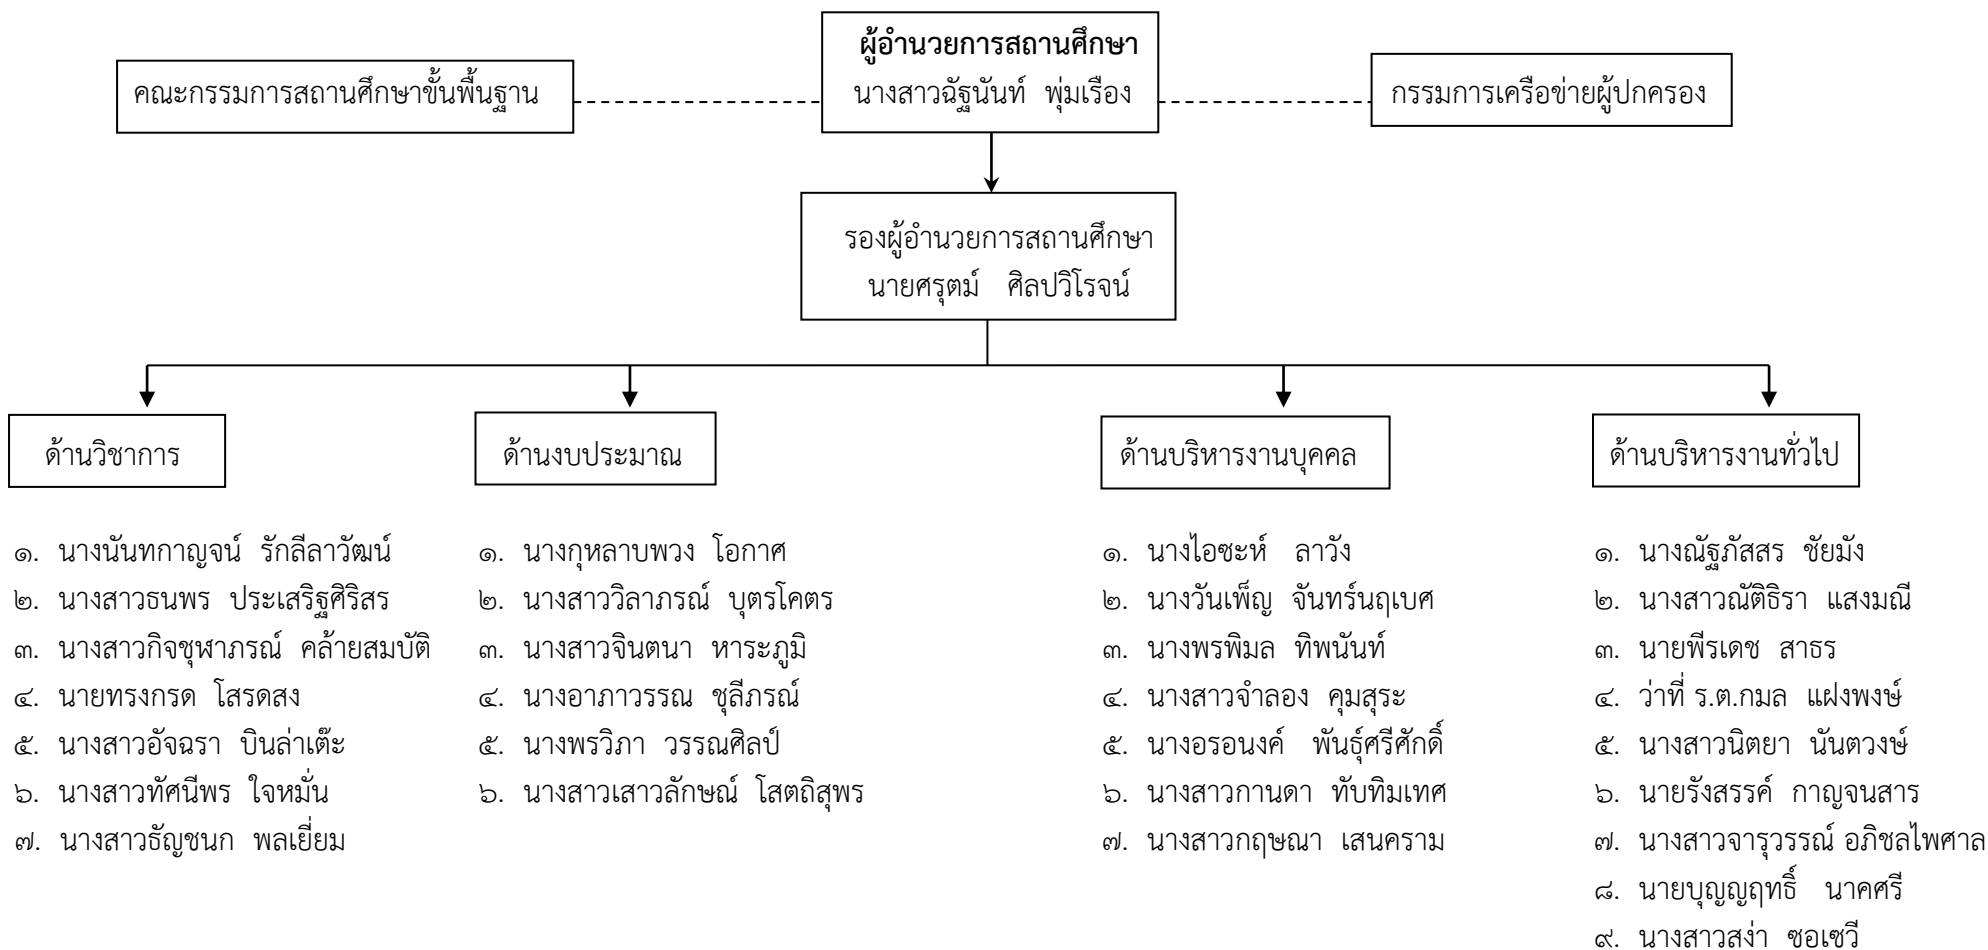 ผู้อำนวยการสถานศึกษา
นางสาวฉัฐนันท์ พุ่มเรือง
คณะกรรมการสถานศึกษาขั้นพื้นฐาน
กรรมการเครือข่ายผู้ปกครอง
รองผู้อำนวยการสถานศึกษา
นายศรุตม์ ศิลปวิโรจน์
ด้านวิชาการ
๑. นางนันทกาญจน์ รักลีลาวัฒน์
๒. นางสาวธนพร ประเสริฐศิริสร
๓. นางสาวกิจชุฬาภรณ์ คล้ายสมบัติ
๔. นายทรงกรด โสรดสง
๕. นางสาวอัจฉรา บินล่าเต๊ะ
๖. นางสาวทัศนีพร ใจหมั่น
๗. นางสาวธัญชนก พลเยี่ยม
ด้านงบประมาณ
๑. นางกุหลาบพวง โอกาศ
๒. นางสาววิลาภรณ์ บุตรโคตร
๓. นางสาวจินตนา หาระภูมิ
๔. นางอาภาวรรณ ชุลีภรณ์
๕. นางพรวิภา วรรณศิลป์
๖. นางสาวเสาวลักษณ์ โสตถิสุพร
ด้านบริหารงานบุคคล
๑. นางไอซะห์ ลาวัง
๒. นางวันเพ็ญ จันทร์นฤเบศ
๓. นางพรพิมล ทิพนันท์
๔. นางสาวจำลอง คุมสุระ
๕. นางอรอนงค์ พันธุ์ศรีศักดิ์
๖. นางสาวกานดา ทับทิมเทศ
๗. นางสาวกฤษณา เสนคราม
ด้านบริหารงานทั่วไป
๑. นางณัฐภัสสร ชัยมัง
๒. นางสาวณัติธิรา แสงมณี
๓. นายพีรเดช สาธร
๔. ว่าที่ ร.ต.กมล แฝงพงษ์
๕. นางสาวนิตยา นันตวงษ์
๖. นายรังสรรค์ กาญจนสาร
๗. นางสาวจารุวรรณ์ อภิชลไพศาล
๘. นายบุญญฤทธิ์ นาคศรี
๙. นางสาวสง่า ซอเซวี